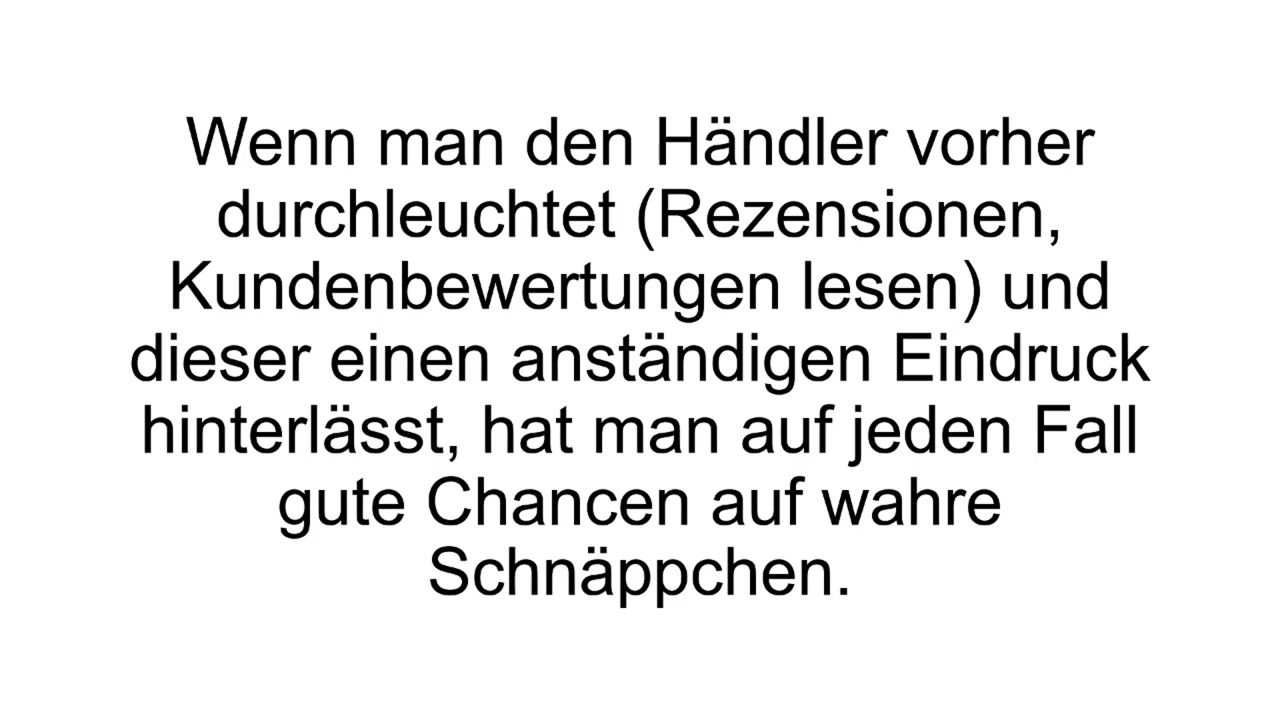 Wenn man den Händler vorher
durchleuchtet (Rezensionen,
Kundenbewertungen lesen) und
dieser einen anständigen Eindruck
hinterlässt, hat man auf jeden Fall
gute Chancen auf wahre
Schnäppchen.